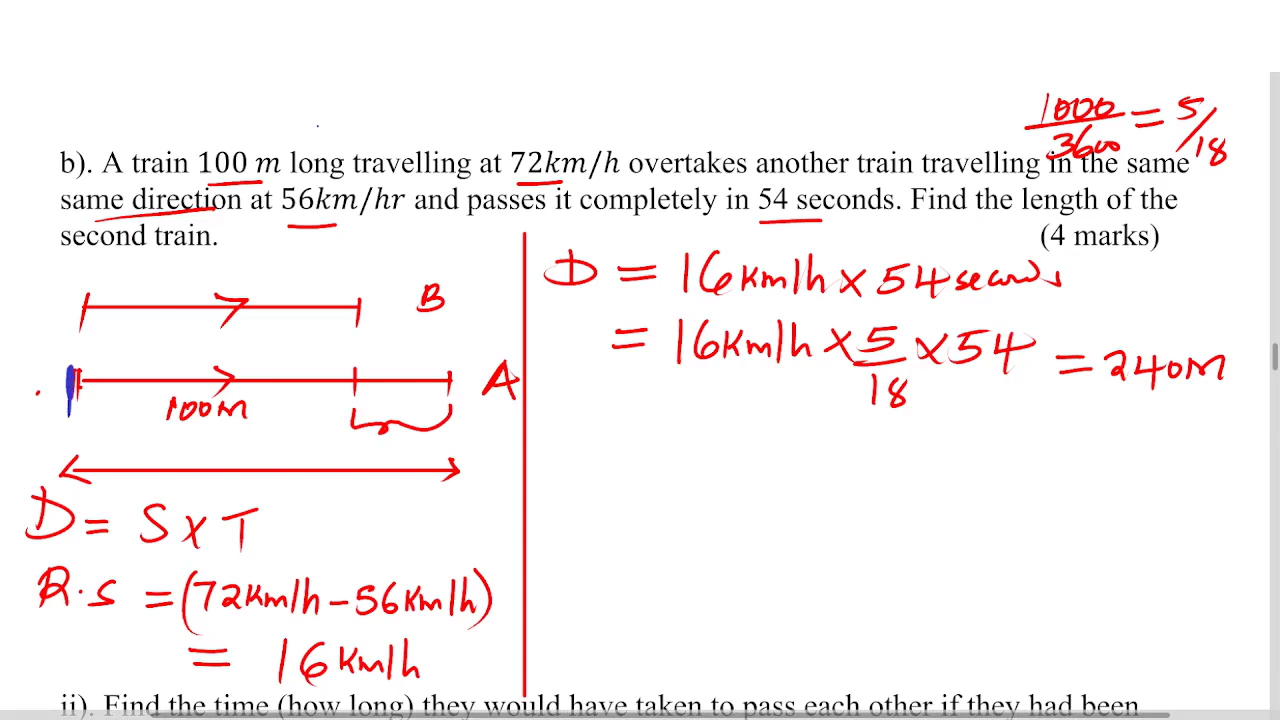 1000/3600 = 5/18
b). A train 100 m long travelling at 72km/h overtakes another train travelling in the same
same direction at 56km/hr and passes it completely in 54 seconds. Find the length of the
second train. (4 marks)
B
A
100m
D = S x T
R.S = (72Km/h - 56Km/h)
= 16Km/h
D = 16Km/h x 54seconds
= 16Km/h x 5/18 x 54 = 240M
ii). Find the time (how long) they would have taken to pass each other if they had been